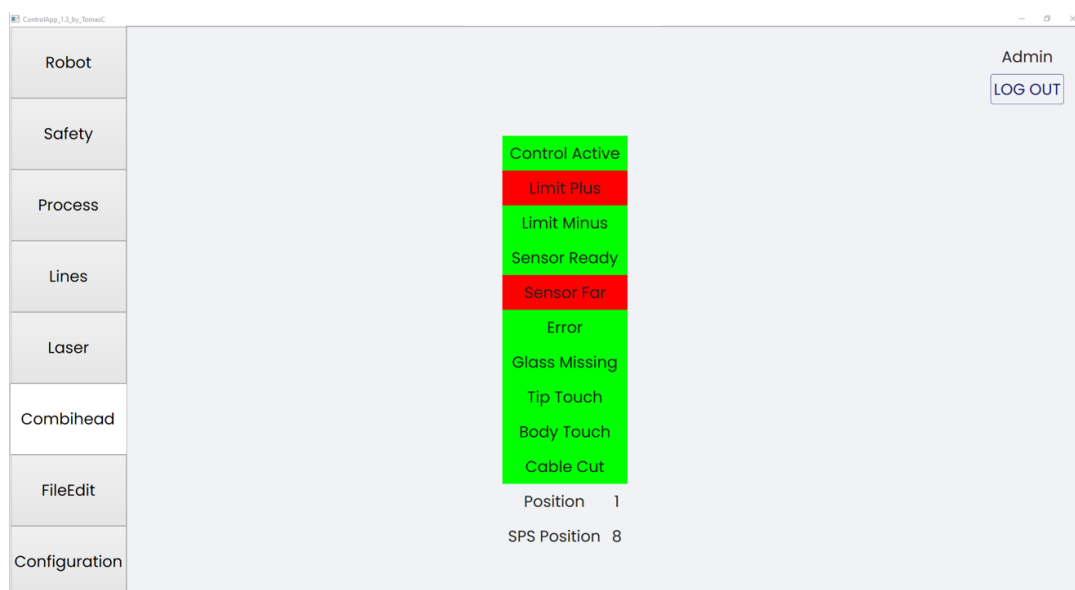 ControlApp_1.3_by_TomasC
Robot
Safety
Process
Lines
Laser
Combihead
FileEdit
Configuration
Admin
LOG OUT
Control Active
Limit Plus
Limit Minus
Sensor Ready
Sensor Far
Error
Glass Missing
Tip Touch
Body Touch
Cable Cut
Position 1
SPS Position 8